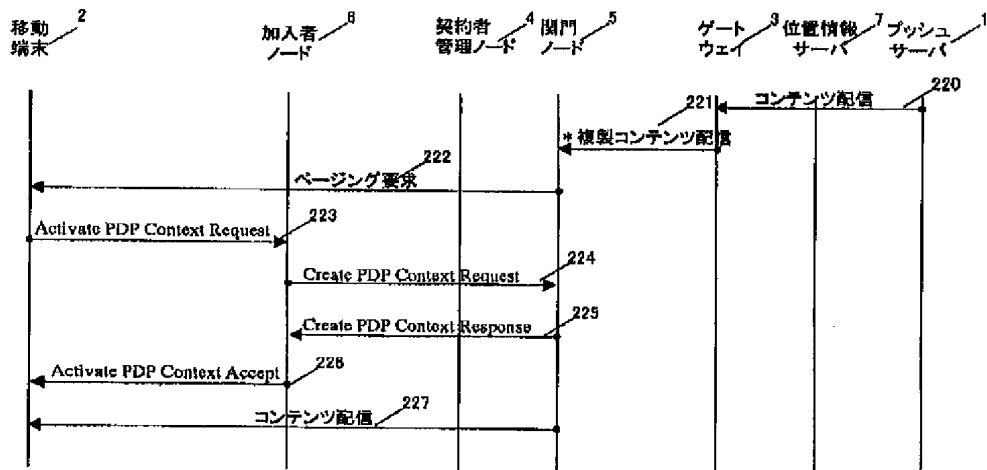 移動
端末
2
加入者
ノード
6
契約者
管理ノード
4
関門
ノード
5
ゲート
ウェイ
3
位置情報
サーバ
7
プッシュ
サーバ
1
コンテンツ配信
220
221
*複製コンテンツ配信
222
ページング要求
223
Activate PDP Context Request
224
Create PDP Context Request
225
Create PDP Context Response
226
Activate PDP Context Accept
227
コンテンツ配信